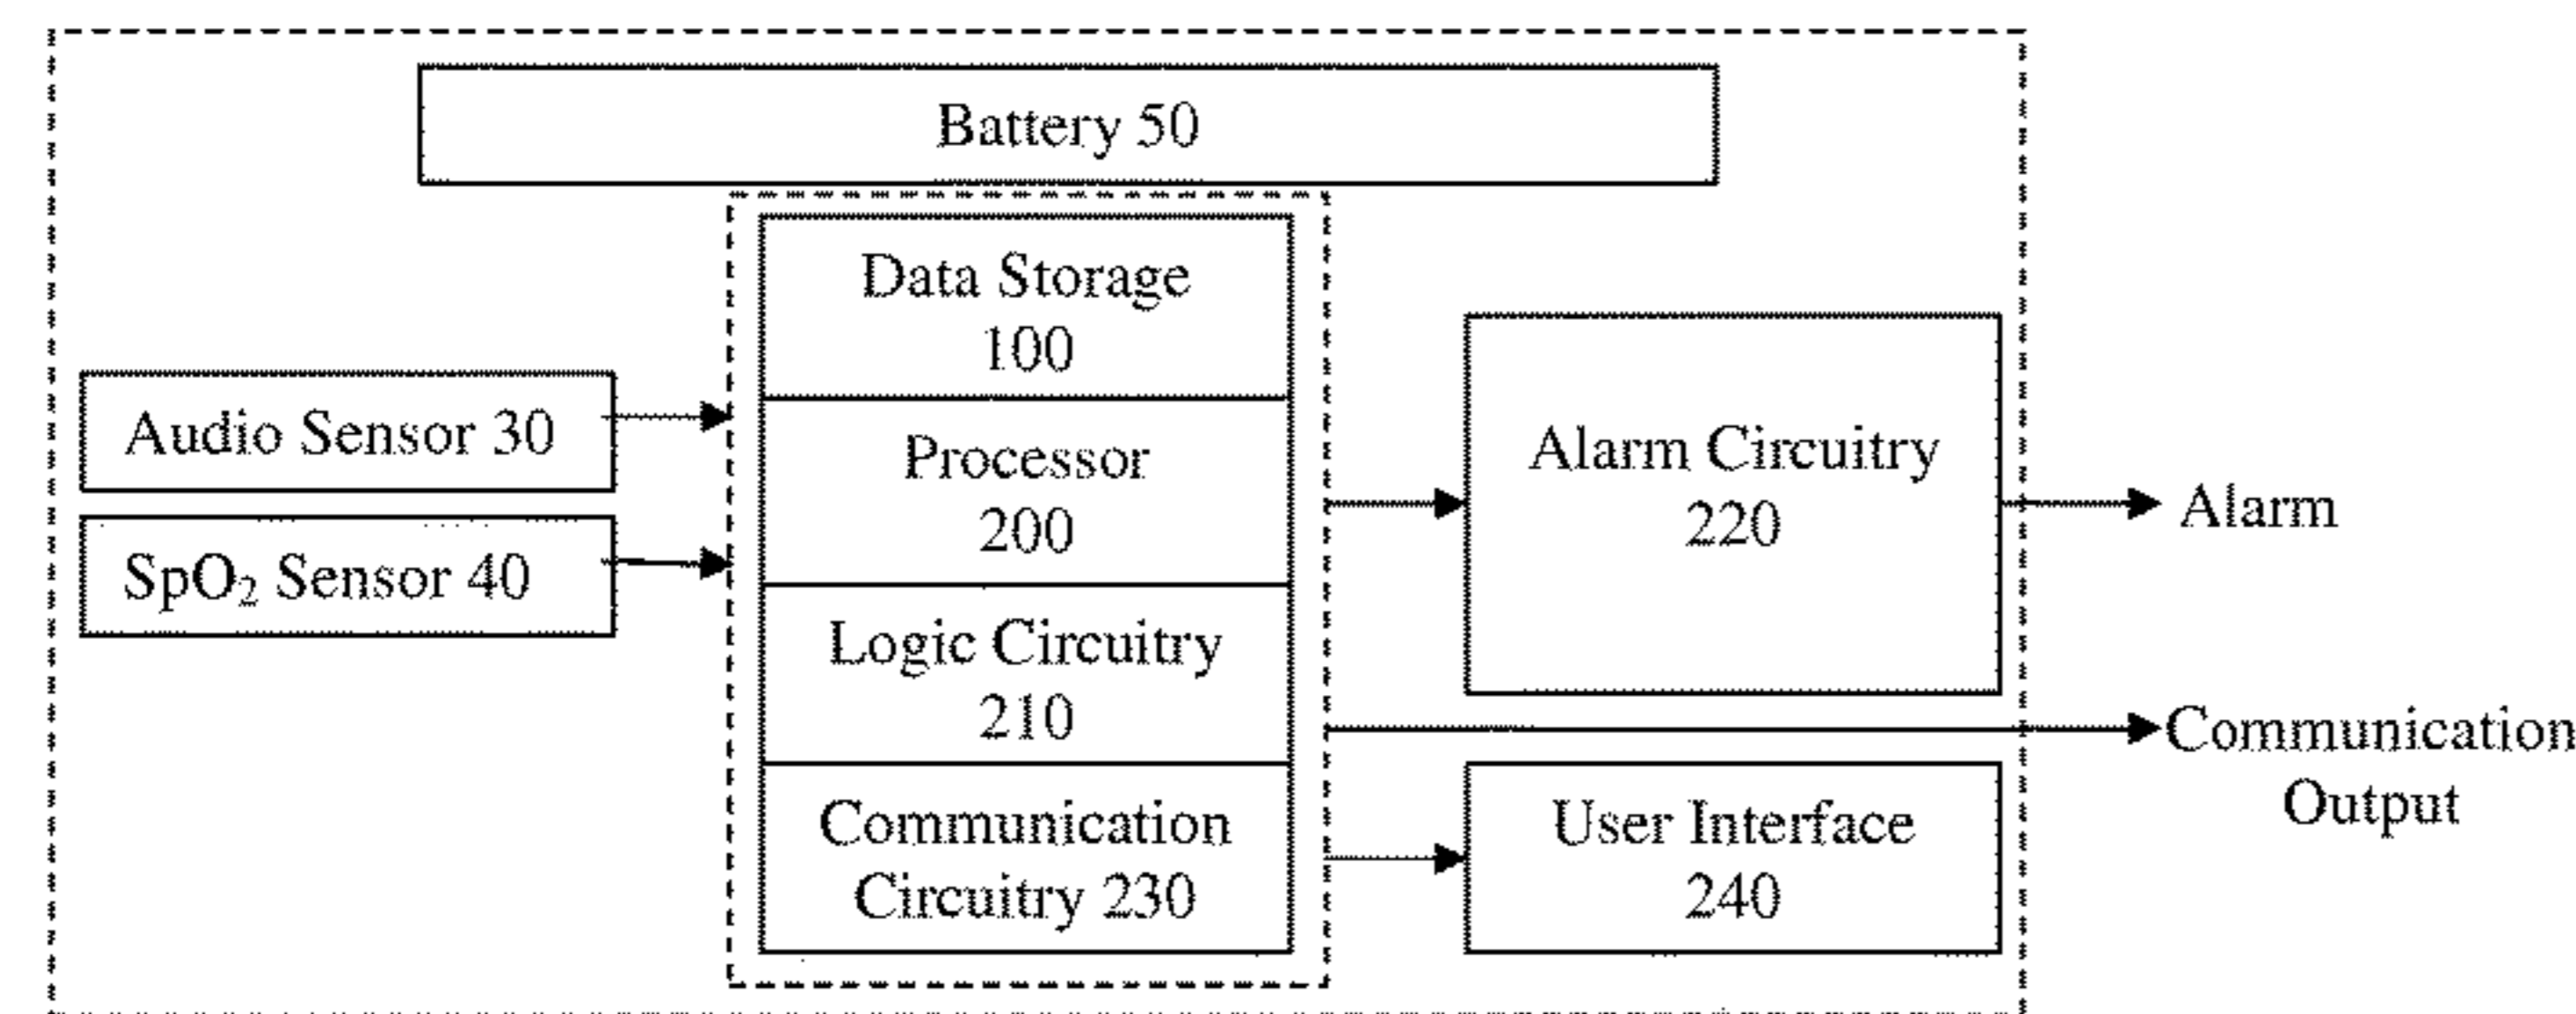 Battery 50
Data Storage
100
Audio Sensor 30
Processor
200
SpO₂ Sensor 40
Logic Circuitry
210
Communication
Circuitry 230
Alarm Circuitry
220
Alarm
Communication
Output
User Interface
240